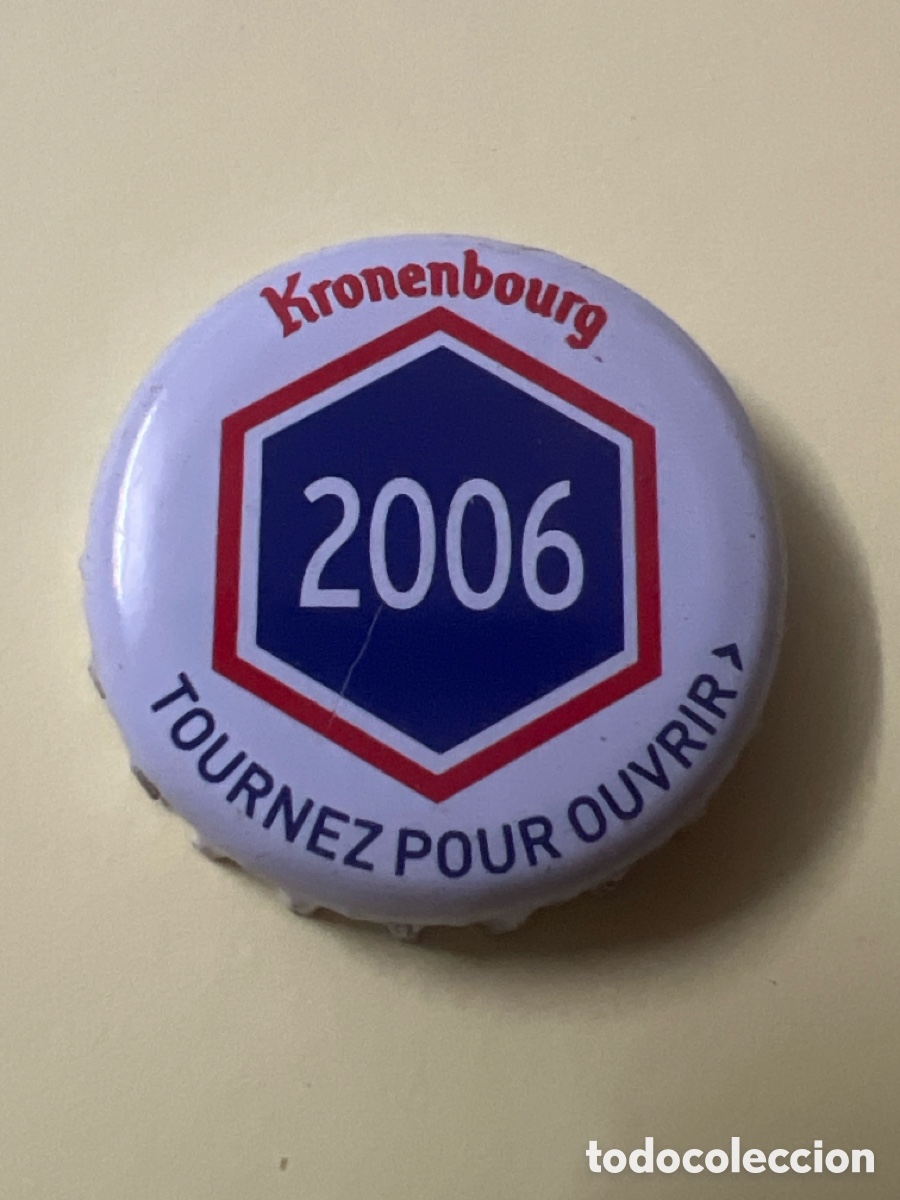 Kronenbourg
2006
TOURNEZ POUR OUVRIR >
todocoleccion